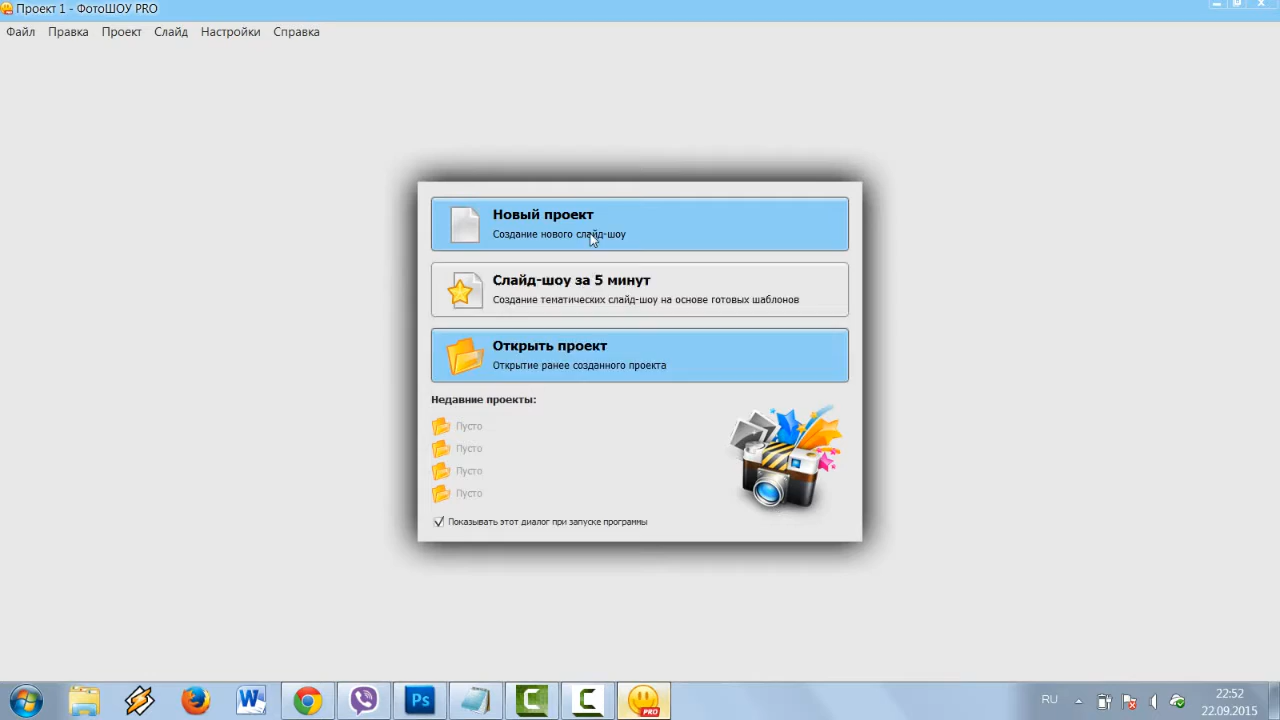 Проект 1 - ФотоШОУ PRO
Файл Правка Проект Слайд Настройки Справка
Новый проект
Создание нового слайд-шоу
Слайд-шоу за 5 минут
Создание тематических слайд-шоу на основе готовых шаблонов
Открыть проект
Открытие ранее созданного проекта
Недавние проекты:
Пусто
Пусто
Пусто
Пусто
Показывать этот диалог при запуске программы
W
Ps
C
C
PRO
RU
22:52
22.09.2015